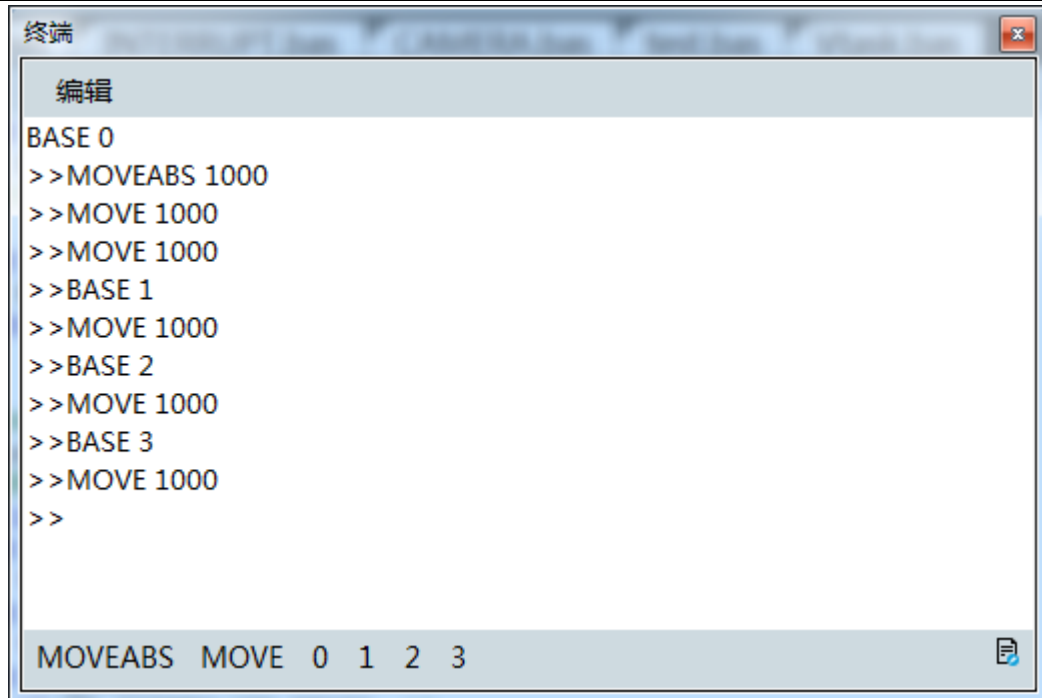 终端
编辑
BASE 0
>>MOVEABS 1000
>>MOVE 1000
>>MOVE 1000
>>BASE 1
>>MOVE 1000
>>BASE 2
>>MOVE 1000
>>BASE 3
>>MOVE 1000
>>
MOVEABS MOVE 0 1 2 3